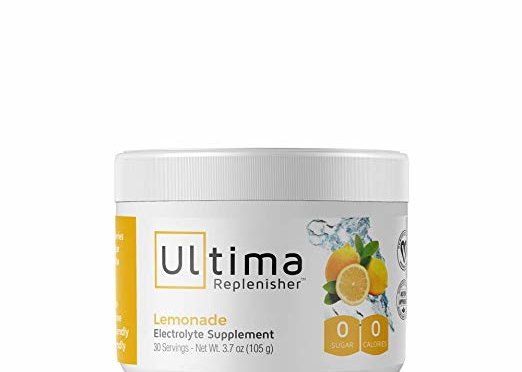 Ultima
Replenisher™
Lemonade
Electrolyte Supplement
30 Servings - Net Wt. 3.7 oz (105 g)
0
SUGAR
0
CALORIES